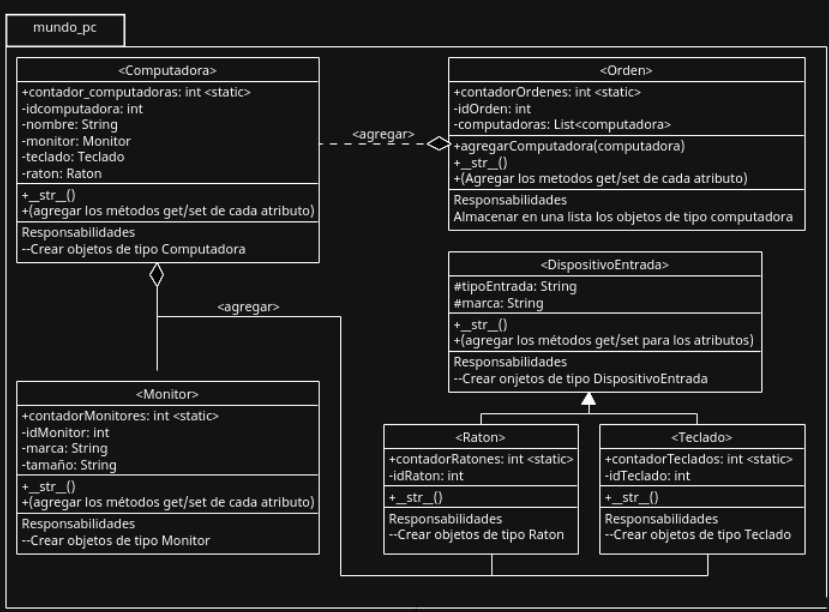 mundo_pc
<Computadora>
+contador_computadoras: int <static>
-idcomputadora: int
-nombre: String
-monitor: Monitor
-teclado: Teclado
-raton: Raton
+__str__()
+(agregar los métodos get/set de cada atributo)
Responsabilidades
--Crear objetos de tipo Computadora
<agregar>
<Orden>
+contadorOrdenes: int <static>
-idOrden: int
-computadoras: List<computadora>
+agregarComputadora(computadora)
+__str__()
+(Agregar los metodos get/set de cada atributo)
Responsabilidades
Almacenar en una lista los objetos de tipo computadora
<DispositivoEntrada>
#tipoEntrada: String
#marca: String
+__str__()
+(agregar los métodos get/set para los atributos)
Responsabilidades
--Crear onjetos de tipo DispositivoEntrada
<agregar>
<Monitor>
+contadorMonitores: int <static>
-idMonitor: int
-marca: String
-tamaño: String
+__str__()
+(agregar los métodos get/set de cada atributo)
Responsabilidades
--Crear objetos de tipo Monitor
<Raton>
+contadorRatones: int <static>
-idRaton: int
+__str__()
Responsabilidades
--Crear objetos de tipo Raton
<Teclado>
+contadorTeclados: int <static>
-idTeclado: int
+__str__()
Responsabilidades
--Crear objetos de tipo Teclado